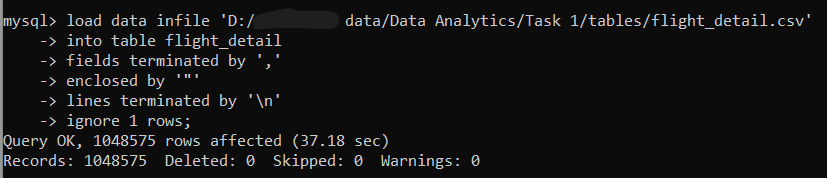 mysql> load data infile 'D:/ data/Data Analytics/Task 1/tables/flight_detail.csv'
    -> into table flight_detail
    -> fields terminated by ','
    -> enclosed by '"'
    -> lines terminated by '\n'
    -> ignore 1 rows;
Query OK, 1048575 rows affected (37.18 sec)
Records: 1048575  Deleted: 0  Skipped: 0  Warnings: 0